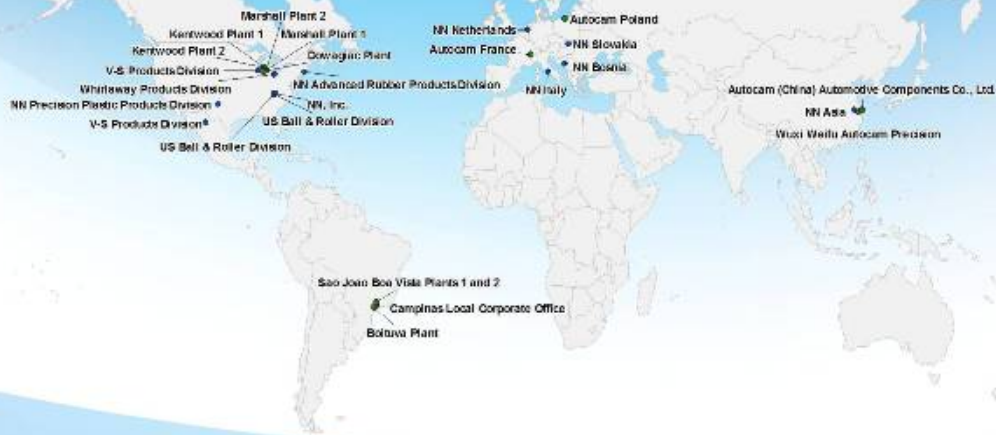 Marshall Plant 2
Kentwood Plant 1
Marshall Plant 1
Kentwood Plant 2
Dowagiac Plant
V-S Products Division
NN Advanced Rubber Products Division
Whirlaway Products Division
NN Precision Plastic Products Division
NN, Inc.
V-S Products Division
US Ball & Roller Division
US Ball & Roller Division
Autocam Poland
NN Netherlands
NN Slovakia
Autocam France
NN Bosnia
NN Italy
Autocam (China) Automotive Components Co., Ltd.
NN Asia
Wuxi Weifu Autocam Precision
Sao Joao Boa Vista Plants 1 and 2
Campinas Local Corporate Office
Boituva Plant